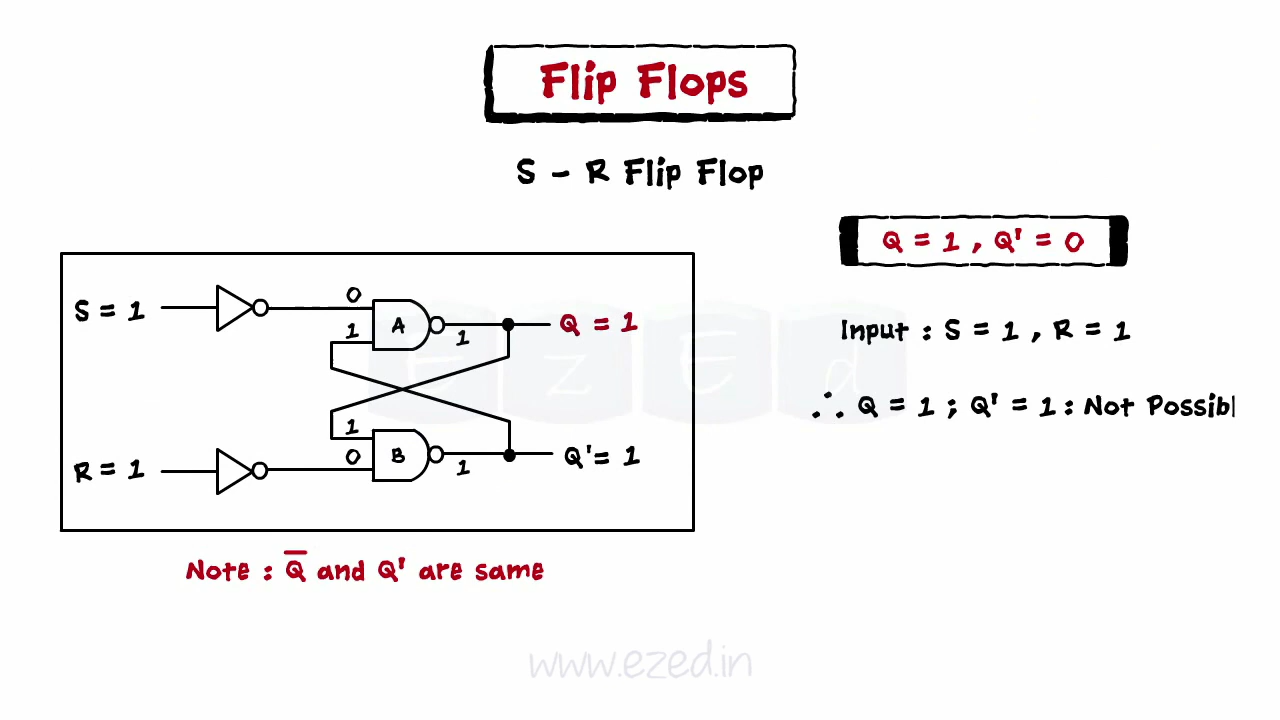 Flip Flops
S - R Flip Flop
Q = 1 , Q' = 0
S = 1
0
1
A
1
Q = 1
Input : S = 1 , R = 1
∴ Q = 1 ; Q' = 1 : Not Possibl
1
0
B
1
Q' = 1
R = 1
Note : Q̅ and Q' are same
EzEd
www.ezed.in